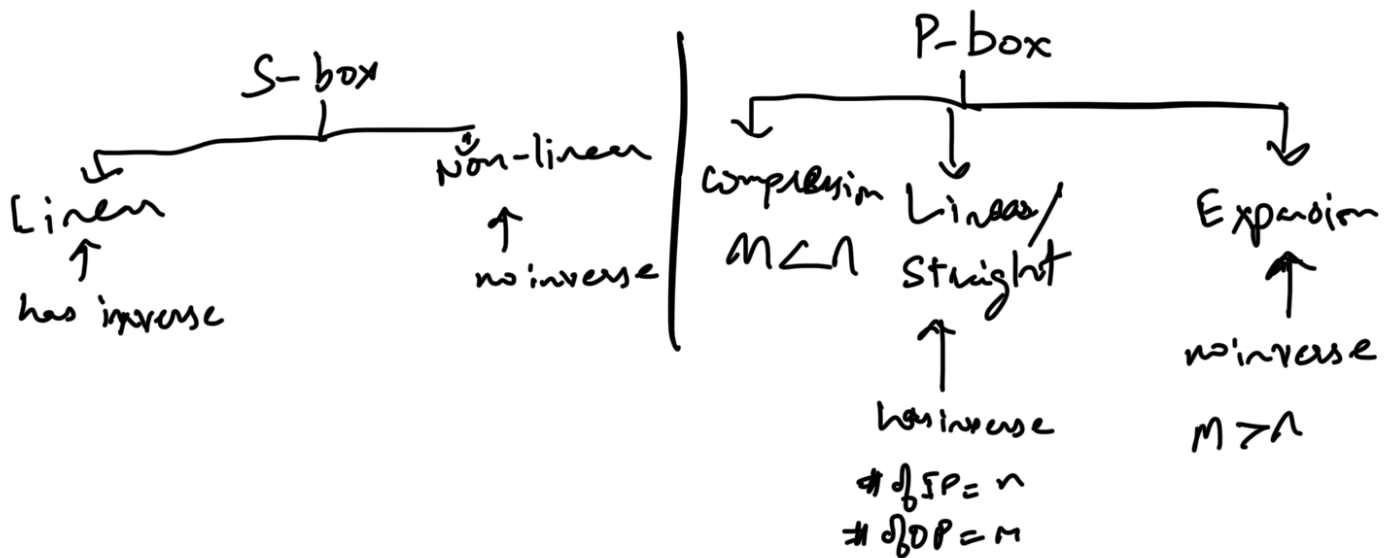 S-box
Linear
has inverse
Non-linear
no inverse
P-box
Compression
m<n
Linear/
Straight
has inverse
# of IP = n
# of OP = m
Expansion
no inverse
m>n